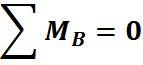 ∑ M_B = 0